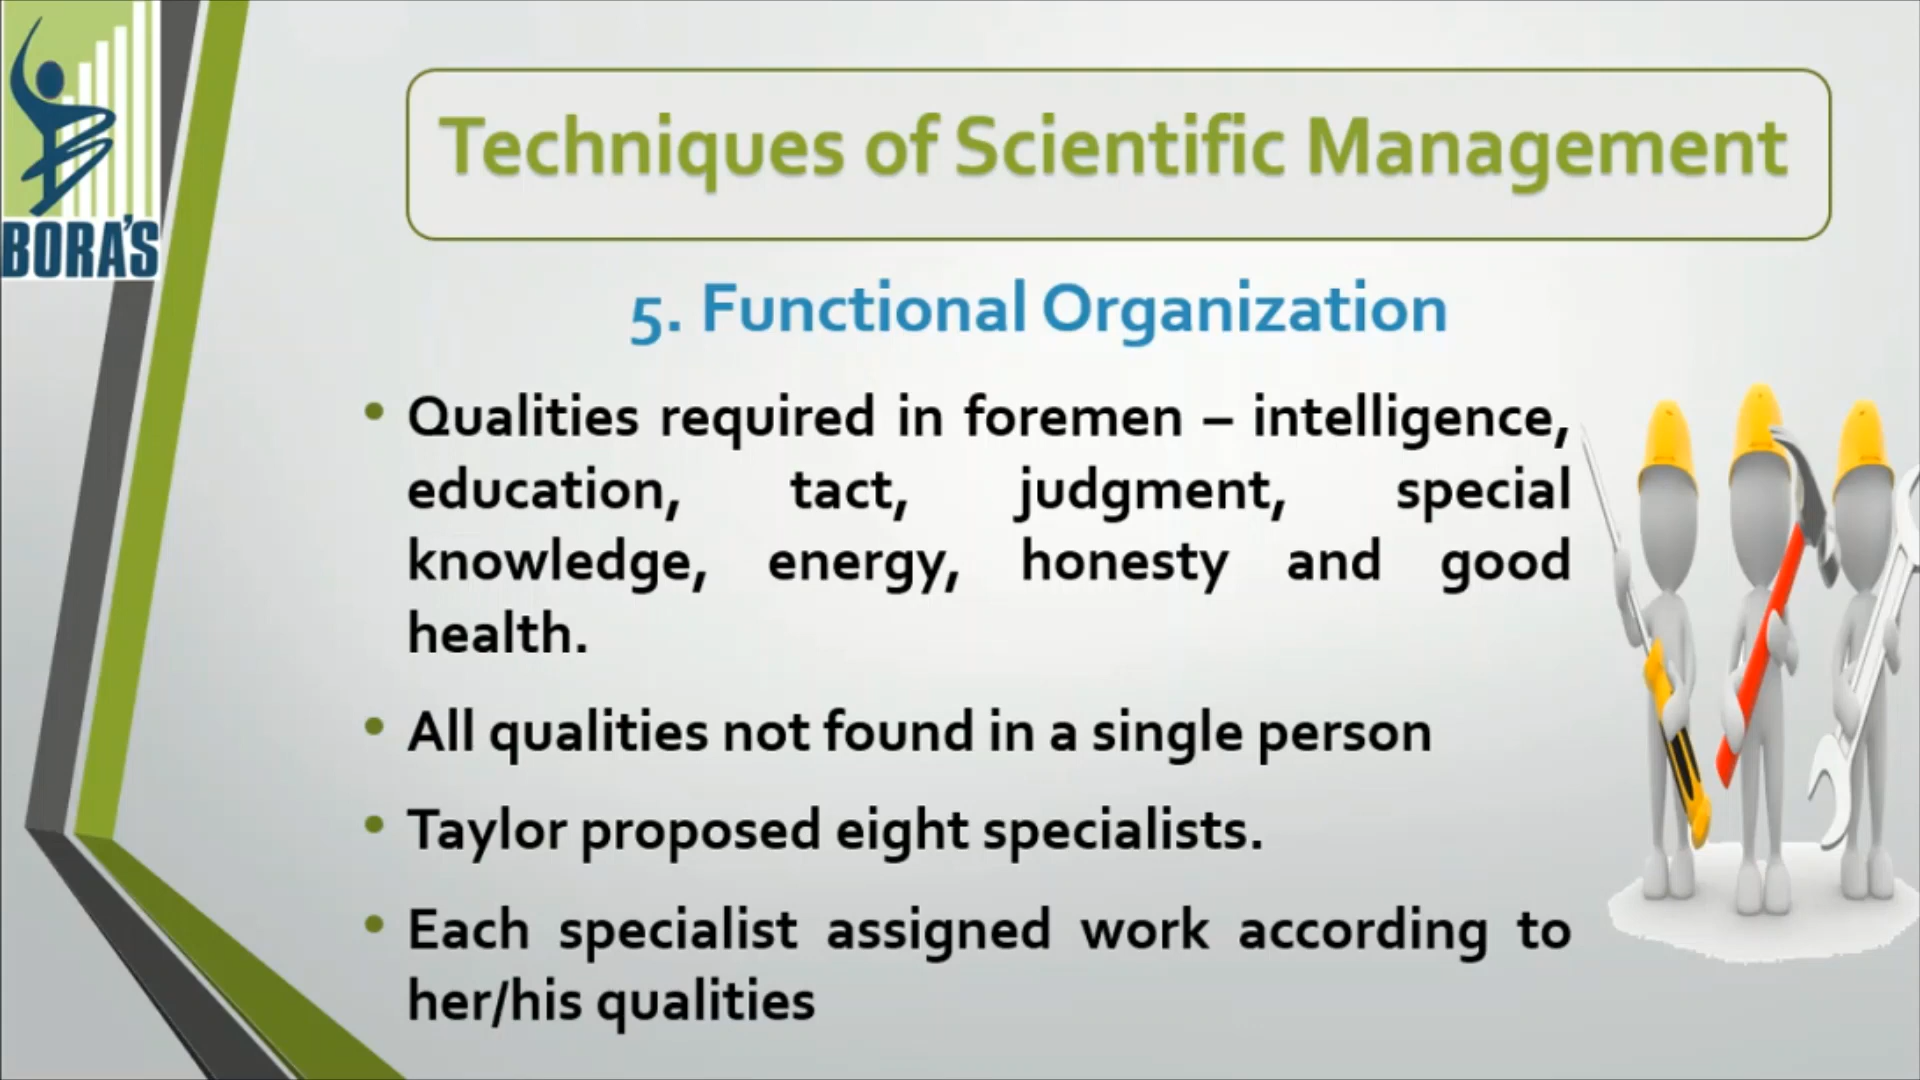 BORA'S
Techniques of Scientific Management
5. Functional Organization
• Qualities required in foremen – intelligence,
education, tact, judgment, special
knowledge, energy, honesty and good
health.
• All qualities not found in a single person
• Taylor proposed eight specialists.
• Each specialist assigned work according to
her/his qualities